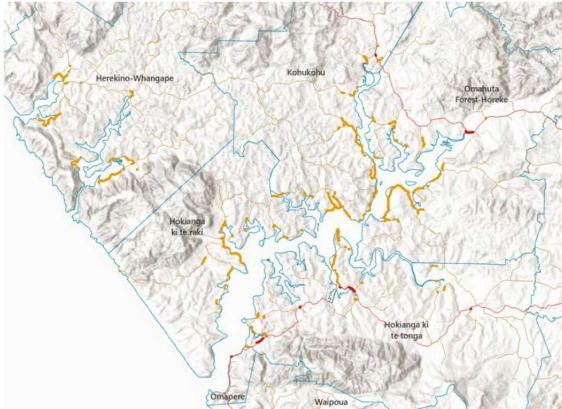 Herekino-Whangape
Kohukohu
Omahuta
Forest-Horeke
Hokianga
ki te raki
Hokianga ki
te tonga
Omapere
Waipoua